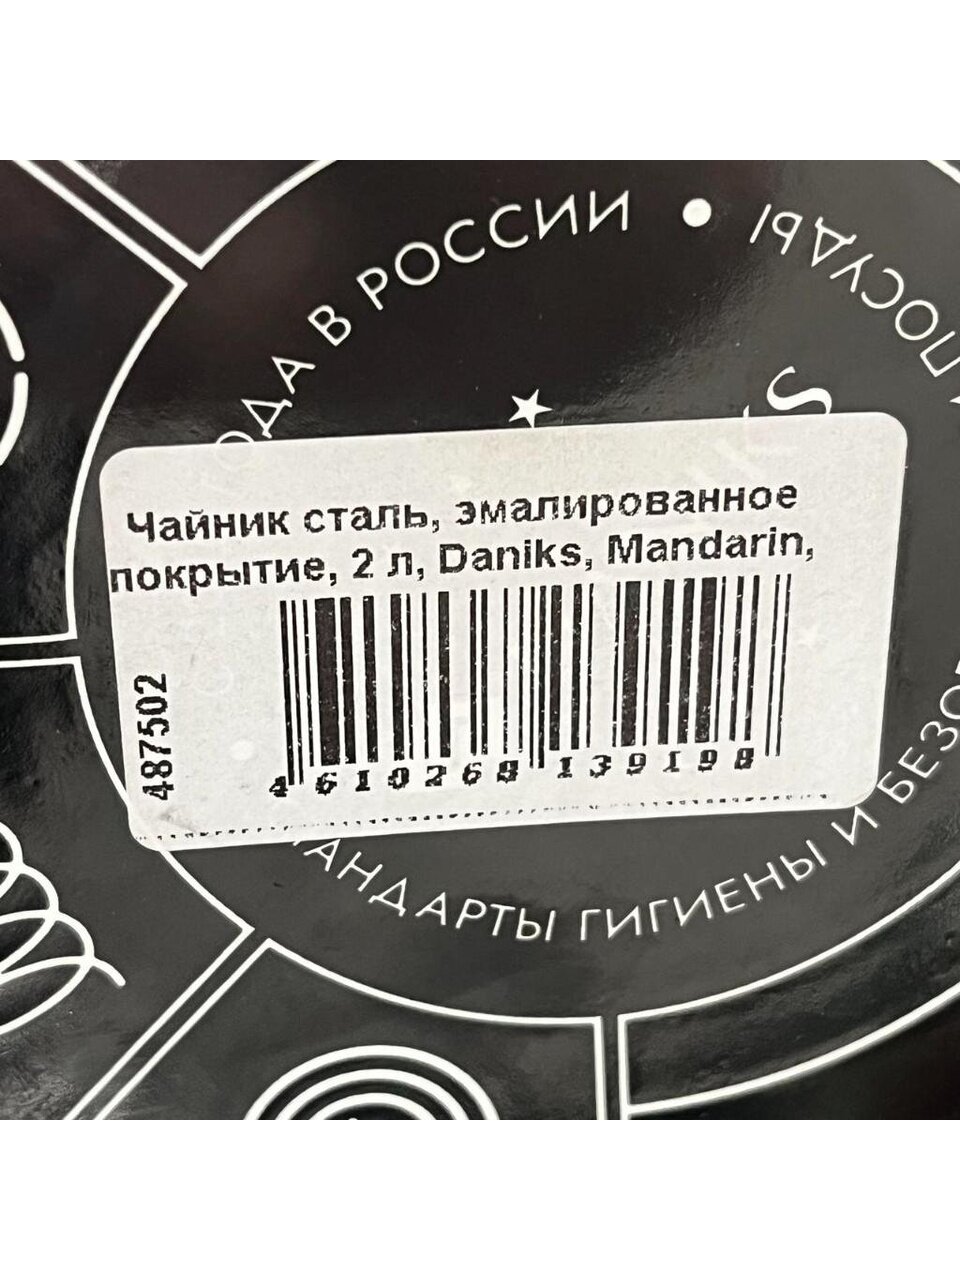 ОДА В РОССИИ
ПОСУДЫ
Чайник сталь, эмалированное
покрытие, 2 л, Daniks, Mandarin,
487502
4 610268 139198
АНДАРТЫ ГИГИЕНЫ И БЕЗО